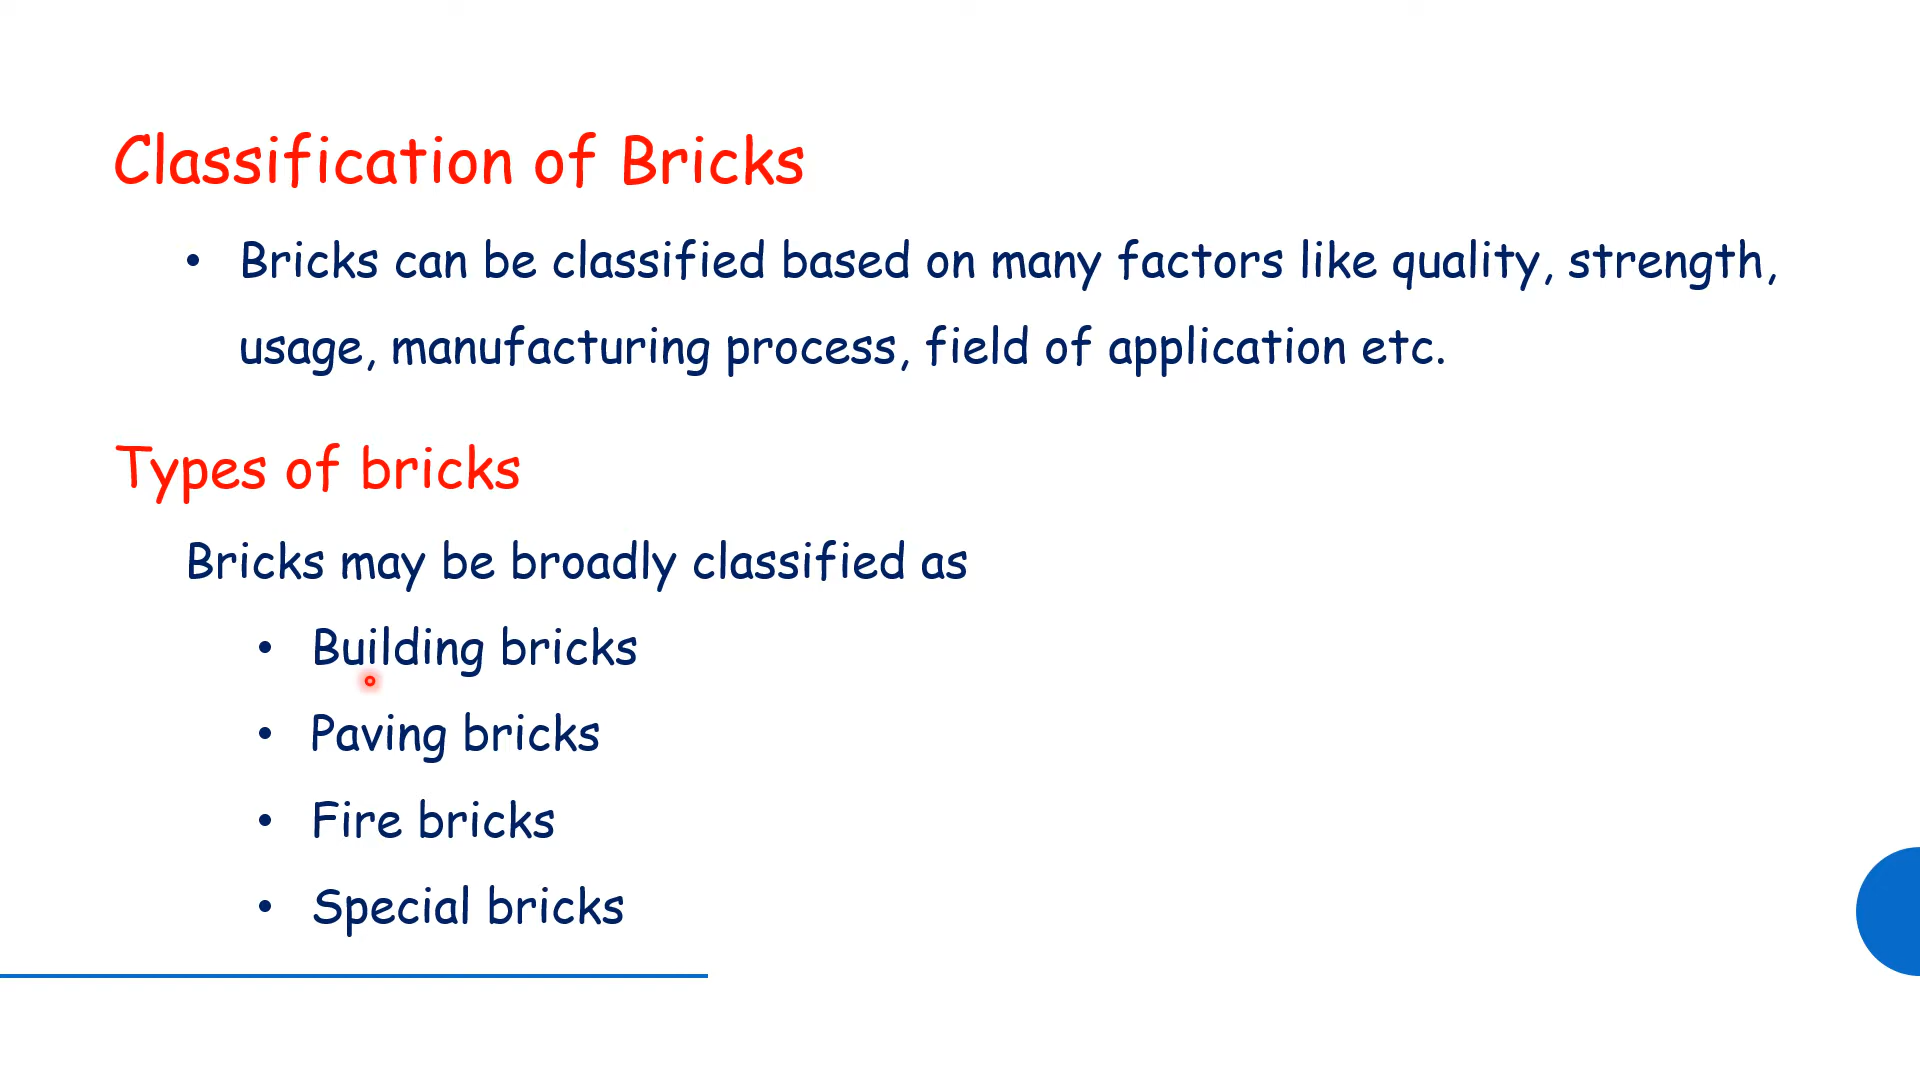 Classification of Bricks
• Bricks can be classified based on many factors like quality, strength,
usage, manufacturing process, field of application etc.
Types of bricks
Bricks may be broadly classified as
• Building bricks
• Paving bricks
• Fire bricks
• Special bricks